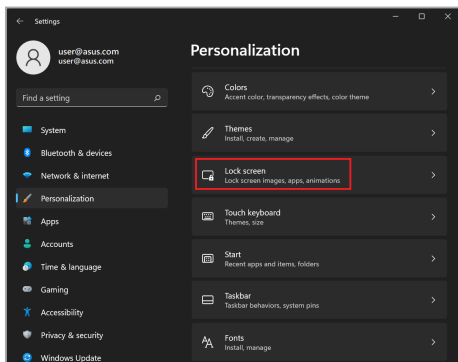 Settings
user@asus.com
user@asus.com
Find a setting
System
Bluetooth & devices
Network & internet
Personalization
Apps
Accounts
Time & language
Gaming
Accessibility
Privacy & security
Windows Update
Personalization
Colors
Accent color, transparency effects, color theme
Themes
Install, create, manage
Lock screen
Lock screen images, apps, animations
Touch keyboard
Themes, size
Start
Recent apps and items, folders
Taskbar
Taskbar behaviors, system pins
Fonts
Install, manage